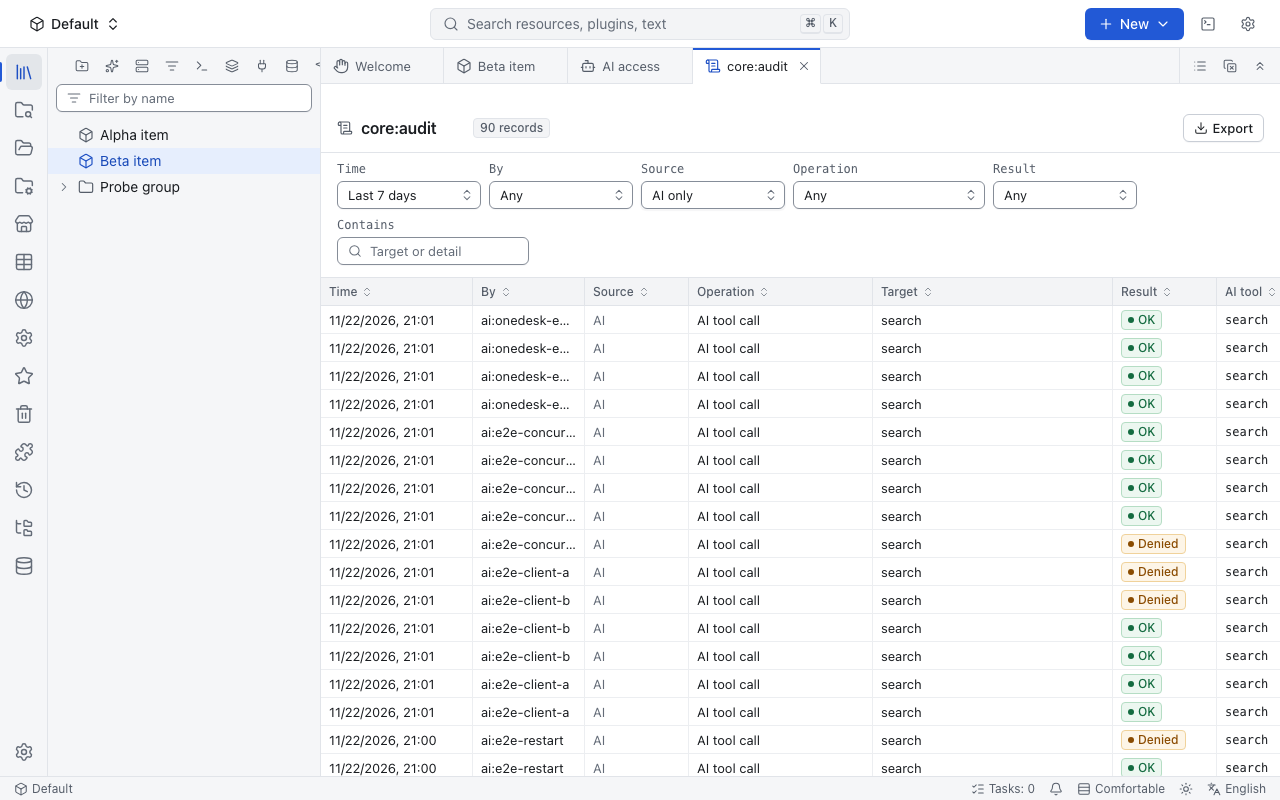 Default
Search resources, plugins, text
⌘ K
New
Welcome
Beta item
AI access
core:audit
Filter by name
Alpha item
Beta item
Probe group
core:audit
90 records
Export
Time By Source Operation Result
Last 7 days Any AI only Any Any
Contains
Target or detail
Time By Source Operation Target Result AI tool
11/22/2026, 21:01 ai:onedesk-e... AI AI tool call search OK search
11/22/2026, 21:01 ai:onedesk-e... AI AI tool call search OK search
11/22/2026, 21:01 ai:onedesk-e... AI AI tool call search OK search
11/22/2026, 21:01 ai:onedesk-e... AI AI tool call search OK search
11/22/2026, 21:01 ai:e2e-concur... AI AI tool call search OK search
11/22/2026, 21:01 ai:e2e-concur... AI AI tool call search OK search
11/22/2026, 21:01 ai:e2e-concur... AI AI tool call search OK search
11/22/2026, 21:01 ai:e2e-concur... AI AI tool call search OK search
11/22/2026, 21:01 ai:e2e-concur... AI AI tool call search Denied search
11/22/2026, 21:01 ai:e2e-client-a AI AI tool call search Denied search
11/22/2026, 21:01 ai:e2e-client-b AI AI tool call search Denied search
11/22/2026, 21:01 ai:e2e-client-b AI AI tool call search OK search
11/22/2026, 21:01 ai:e2e-client-b AI AI tool call search OK search
11/22/2026, 21:01 ai:e2e-client-a AI AI tool call search OK search
11/22/2026, 21:01 ai:e2e-client-a AI AI tool call search OK search
11/22/2026, 21:00 ai:e2e-restart AI AI tool call search Denied search
11/22/2026, 21:00 ai:e2e-restart AI AI tool call search OK search
Default
Tasks: 0
Comfortable
English